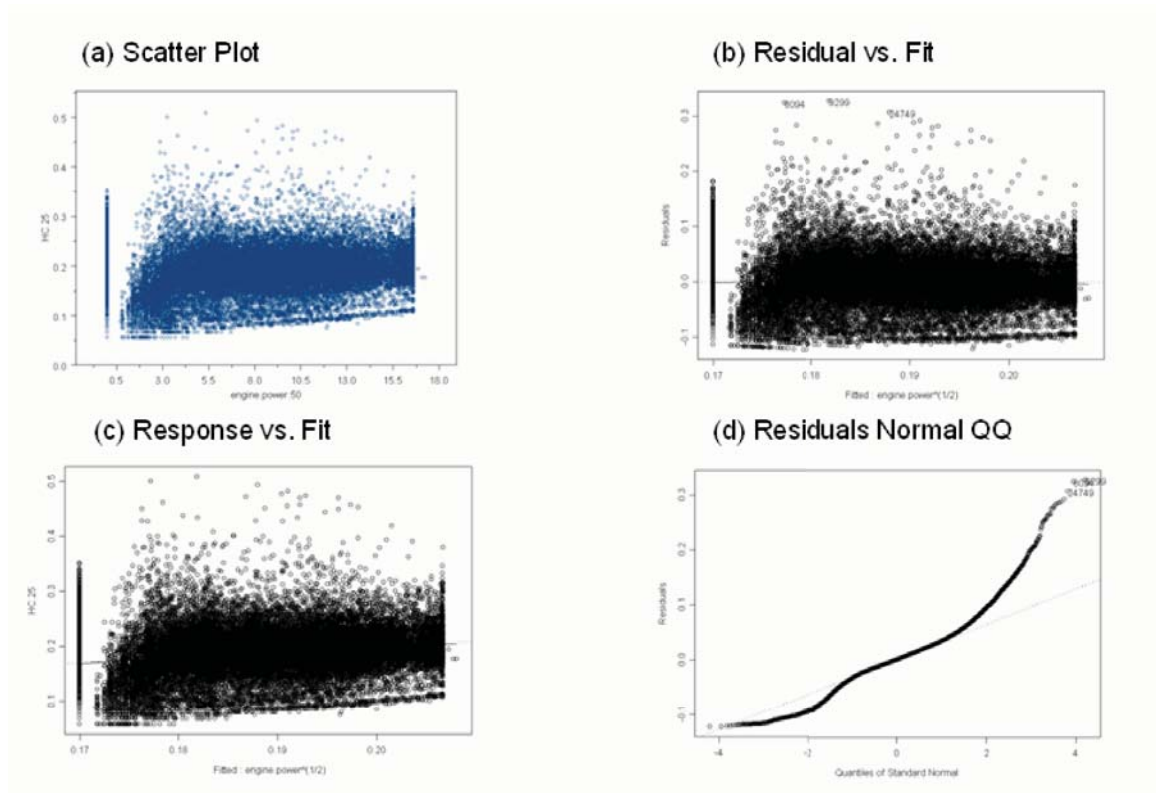 (a) Scatter Plot
0.5
0.4
0.3
0.2
0.1
0.0
HC.25
0.5 3.0 5.5 8.0 10.5 13.0 15.5 18.0
engine.power.50
(b) Residual vs. Fit
0.3
0.2
0.1
0.0
-0.1
Residuals
0.17 0.18 0.19 0.20
Fitted : engine power^(1/2)
(c) Response vs. Fit
0.5
0.4
0.3
0.2
0.1
HC.25
0.17 0.18 0.19 0.20
Fitted : engine power^(1/2)
(d) Residuals Normal QQ
0.3
0.2
0.1
0.0
-0.1
Residuals
-4 -2 0 2 4
Quantiles of Standard Normal